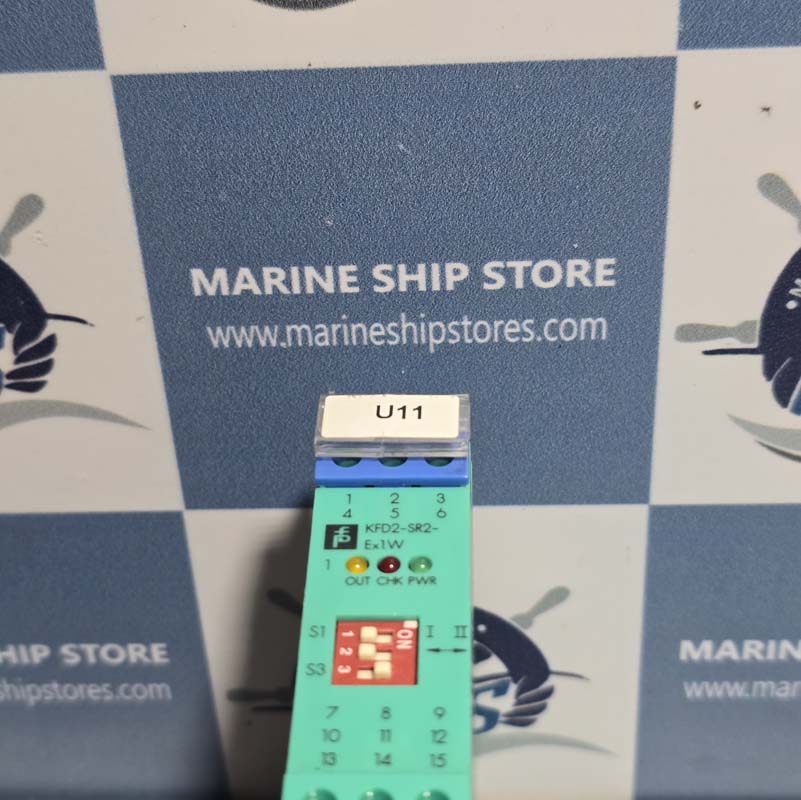 MARINE SHIP STORE
www.marineshipstores.com
U11
1 2 3
4 5 6
KFD2-SR2-
Ex1W
1
OUT CHK PWR
S1 1 ON I II
2
S3 3
HIP STORE
shipstores.com
MARIN
www.mar
7 8 9
10 11 12
13 14 15